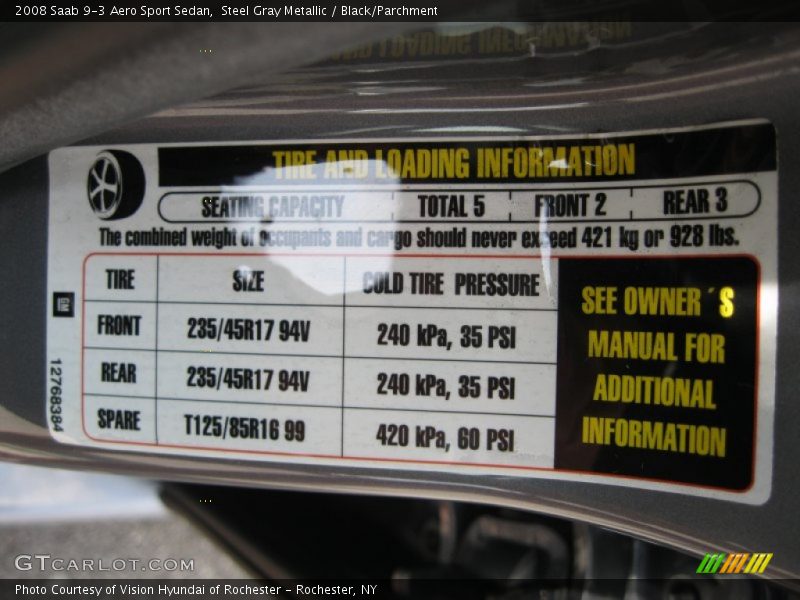 2008 Saab 9-3 Aero Sport Sedan,  Steel Gray Metallic / Black/Parchment
TIRE AND LOADING INFORMATION
SEATING CAPACITY TOTAL 5 FRONT 2 REAR 3
The combined weight of occupants and cargo should never exceed 421 kg or 928 lbs.
TIRE SIZE COLD TIRE PRESSURE
FRONT 235/45R17 94V 240 kPa, 35 PSI
REAR 235/45R17 94V 240 kPa, 35 PSI
SPARE T125/85R16 99 420 kPa, 60 PSI
SEE OWNER´S
MANUAL FOR
ADDITIONAL
INFORMATION
GM
12768384
GTCARLOT.COM
Photo Courtesy of Vision Hyundai of Rochester - Rochester, NY